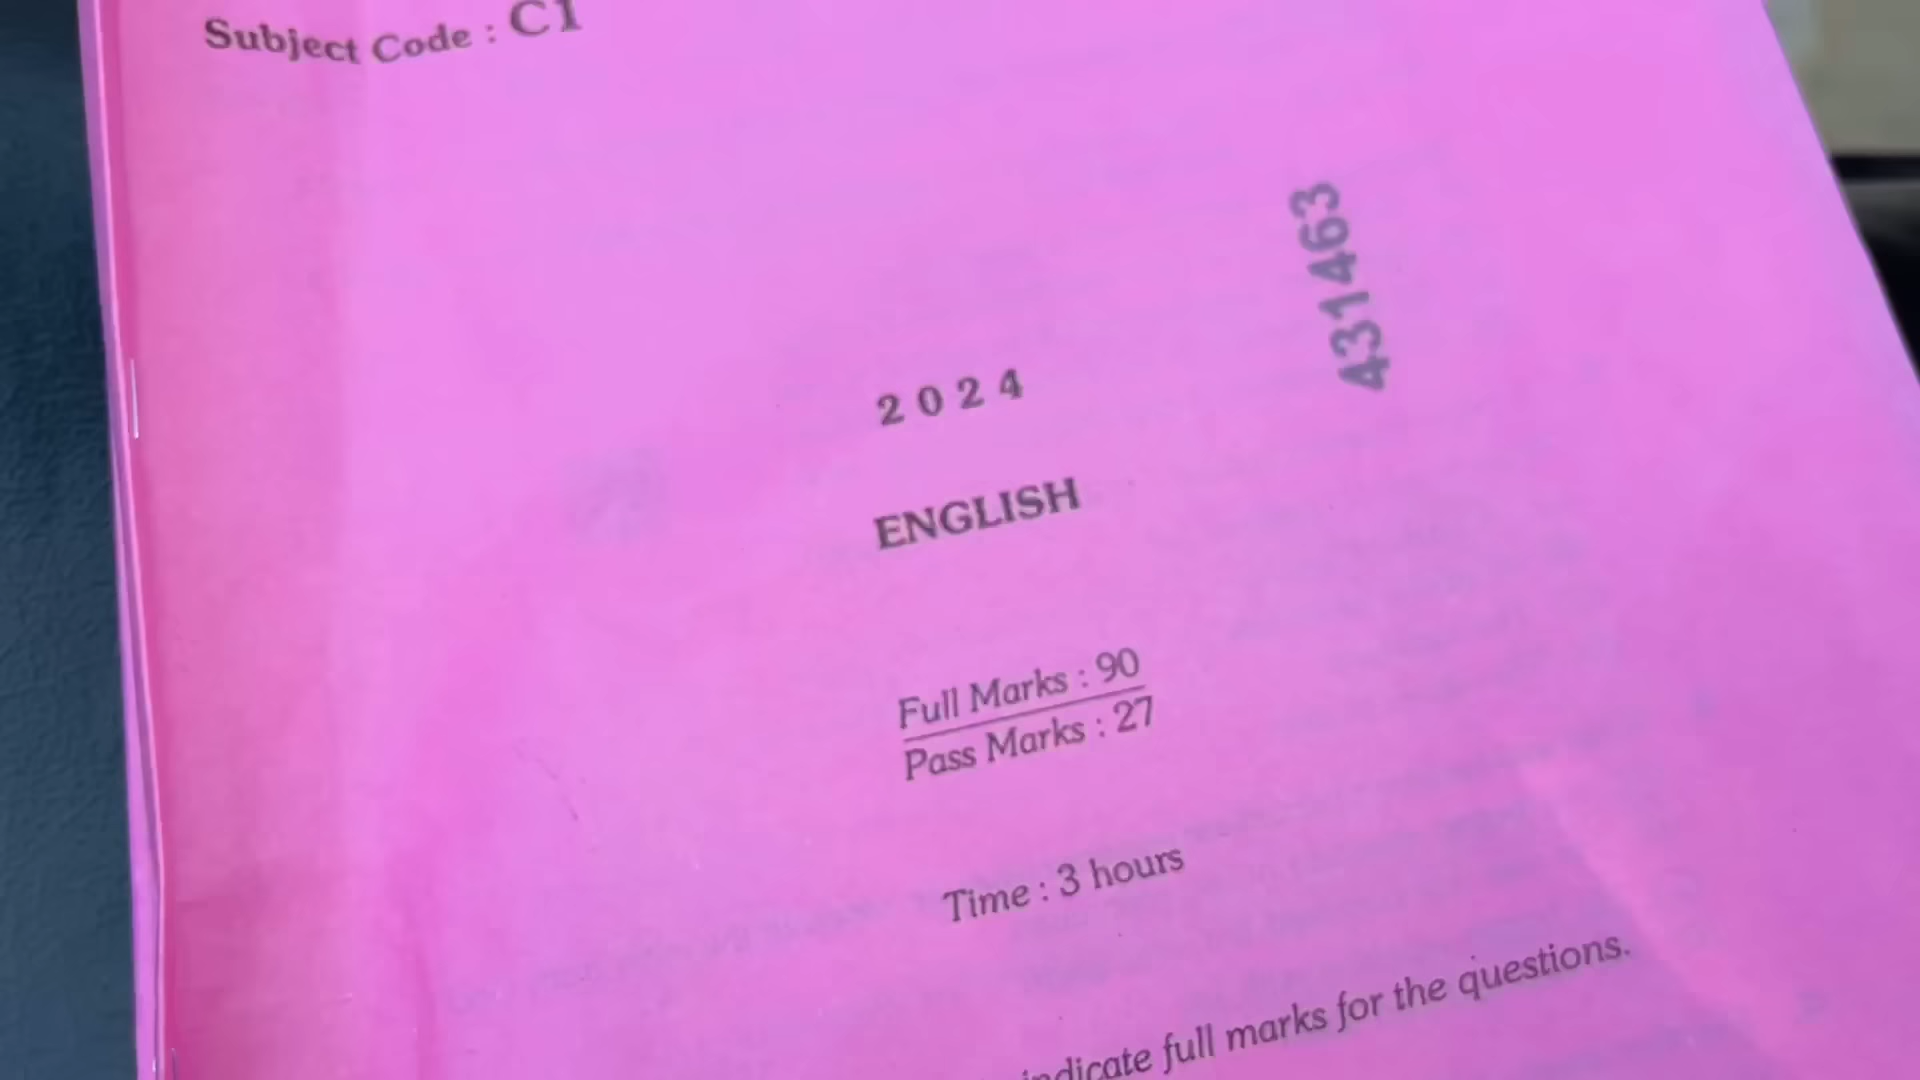 Subject Code : C1
431463
2024
ENGLISH
Full Marks : 90
Pass Marks : 27
Time : 3 hours
indicate full marks for the questions.